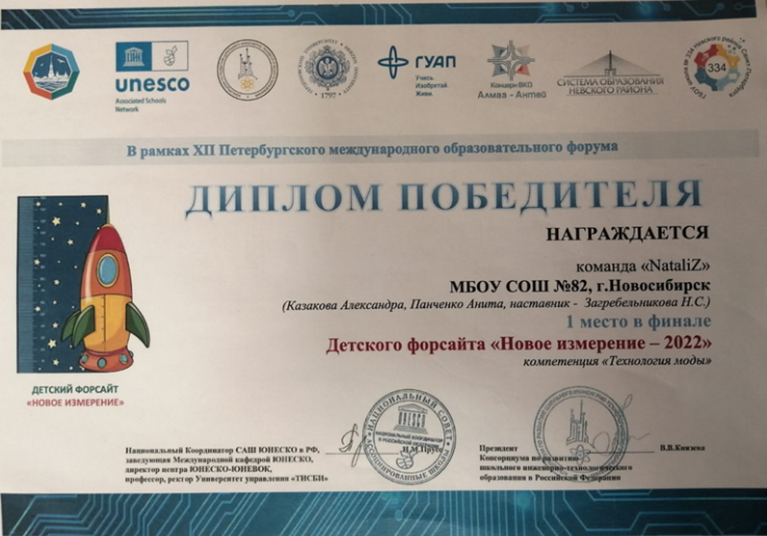 unesco
Associated Schools
Network
1797
ГУАП
Учись
Изобретай
Живи.
Концерн ВКО
Алмаз – Антей
СИСТЕМА ОБРАЗОВАНИЯ
НЕВСКОГО РАЙОНА
334
В рамках XII Петербургского международного образовательного форума
ДИПЛОМ ПОБЕДИТЕЛЯ
НАГРАЖДАЕТСЯ
команда «NataliZ»
МБОУ СОШ №82, г.Новосибирск
(Казакова Александра, Панченко Анита, наставник - Загребельникова Н.С.)
1 место в финале
Детского форсайта «Новое измерение – 2022»
компетенция «Технология моды»
ДЕТСКИЙ ФОРСАЙТ
«НОВОЕ ИЗМЕРЕНИЕ»
НАЦИОНАЛЬНЫЙ СОВЕТ
Национальный Координатор САШ ЮНЕСКО в РФ,
заведующая Международной кафедрой ЮНЕСКО,
директор центра ЮНЕСКО-ЮНЕВОК,
профессор, ректор Университет управления «ТИСБИ»
Президент
Консорциума по развитию
школьного инженерно-технологического
образования в Российской Федерации
В.В.Князева